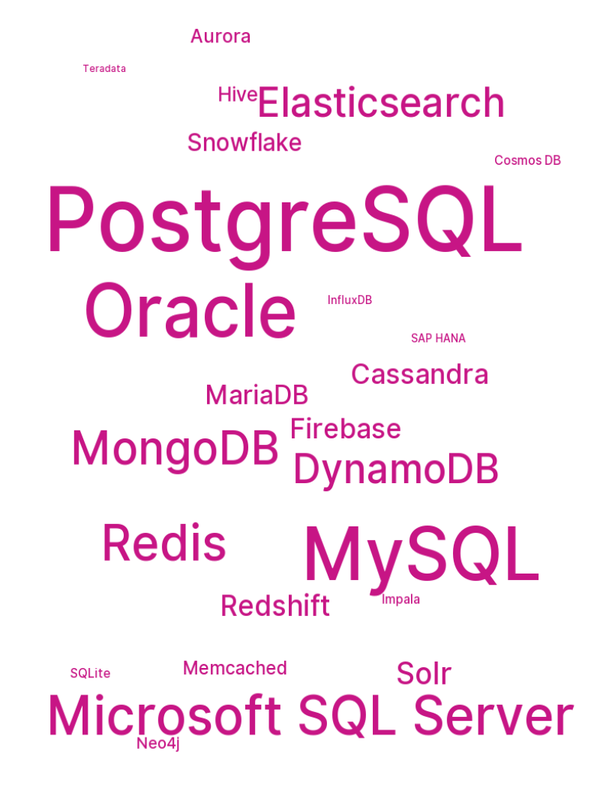 Aurora
Teradata
Hive
Elasticsearch
Snowflake
Cosmos DB
PostgreSQL
Oracle
InfluxDB
SAP HANA
Cassandra
MariaDB
Firebase
MongoDB
DynamoDB
Redis
MySQL
Impala
Redshift
Memcached
SQLite
Solr
Microsoft SQL Server
Neo4j